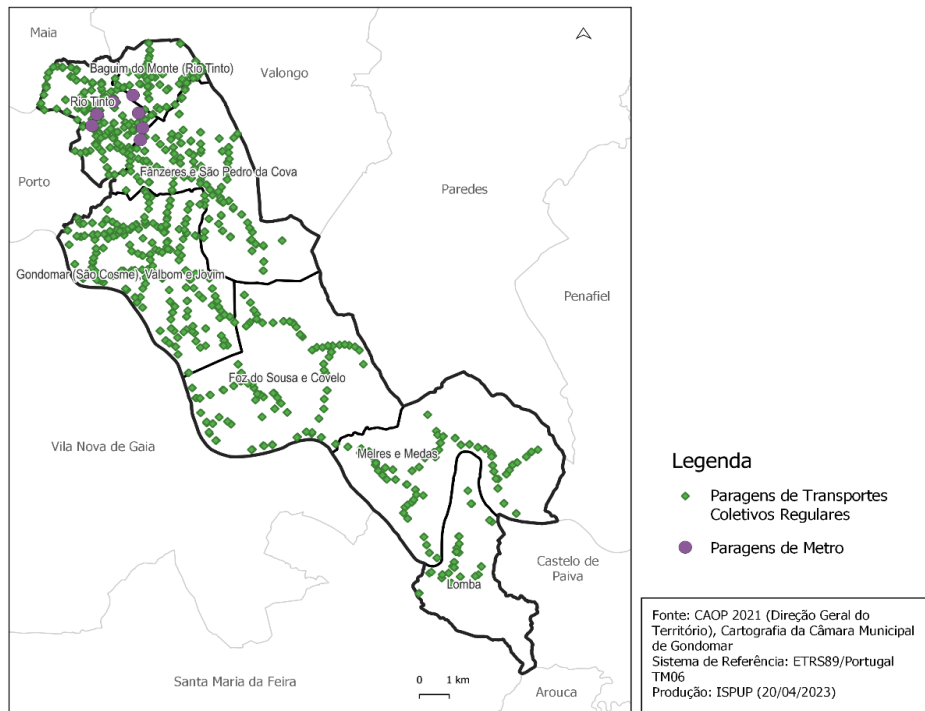 Maia
Baguim do Monte (Rio Tinto)
Valongo
Rio Tinto
Porto
Fânzeres e São Pedro da Cova
Paredes
Gondomar (São Cosme), Valbom e Jovim
Penafiel
Foz do Sousa e Covelo
Vila Nova de Gaia
Melres e Medas
Castelo de
Paiva
Lomba
Santa Maria da Feira
0 1 km
Arouca
Legenda
Paragens de Transportes
Coletivos Regulares
Paragens de Metro
Fonte: CAOP 2021 (Direção Geral do
Território), Cartografia da Câmara Municipal
de Gondomar
Sistema de Referência: ETRS89/Portugal
TM06
Produção: ISPUP (20/04/2023)